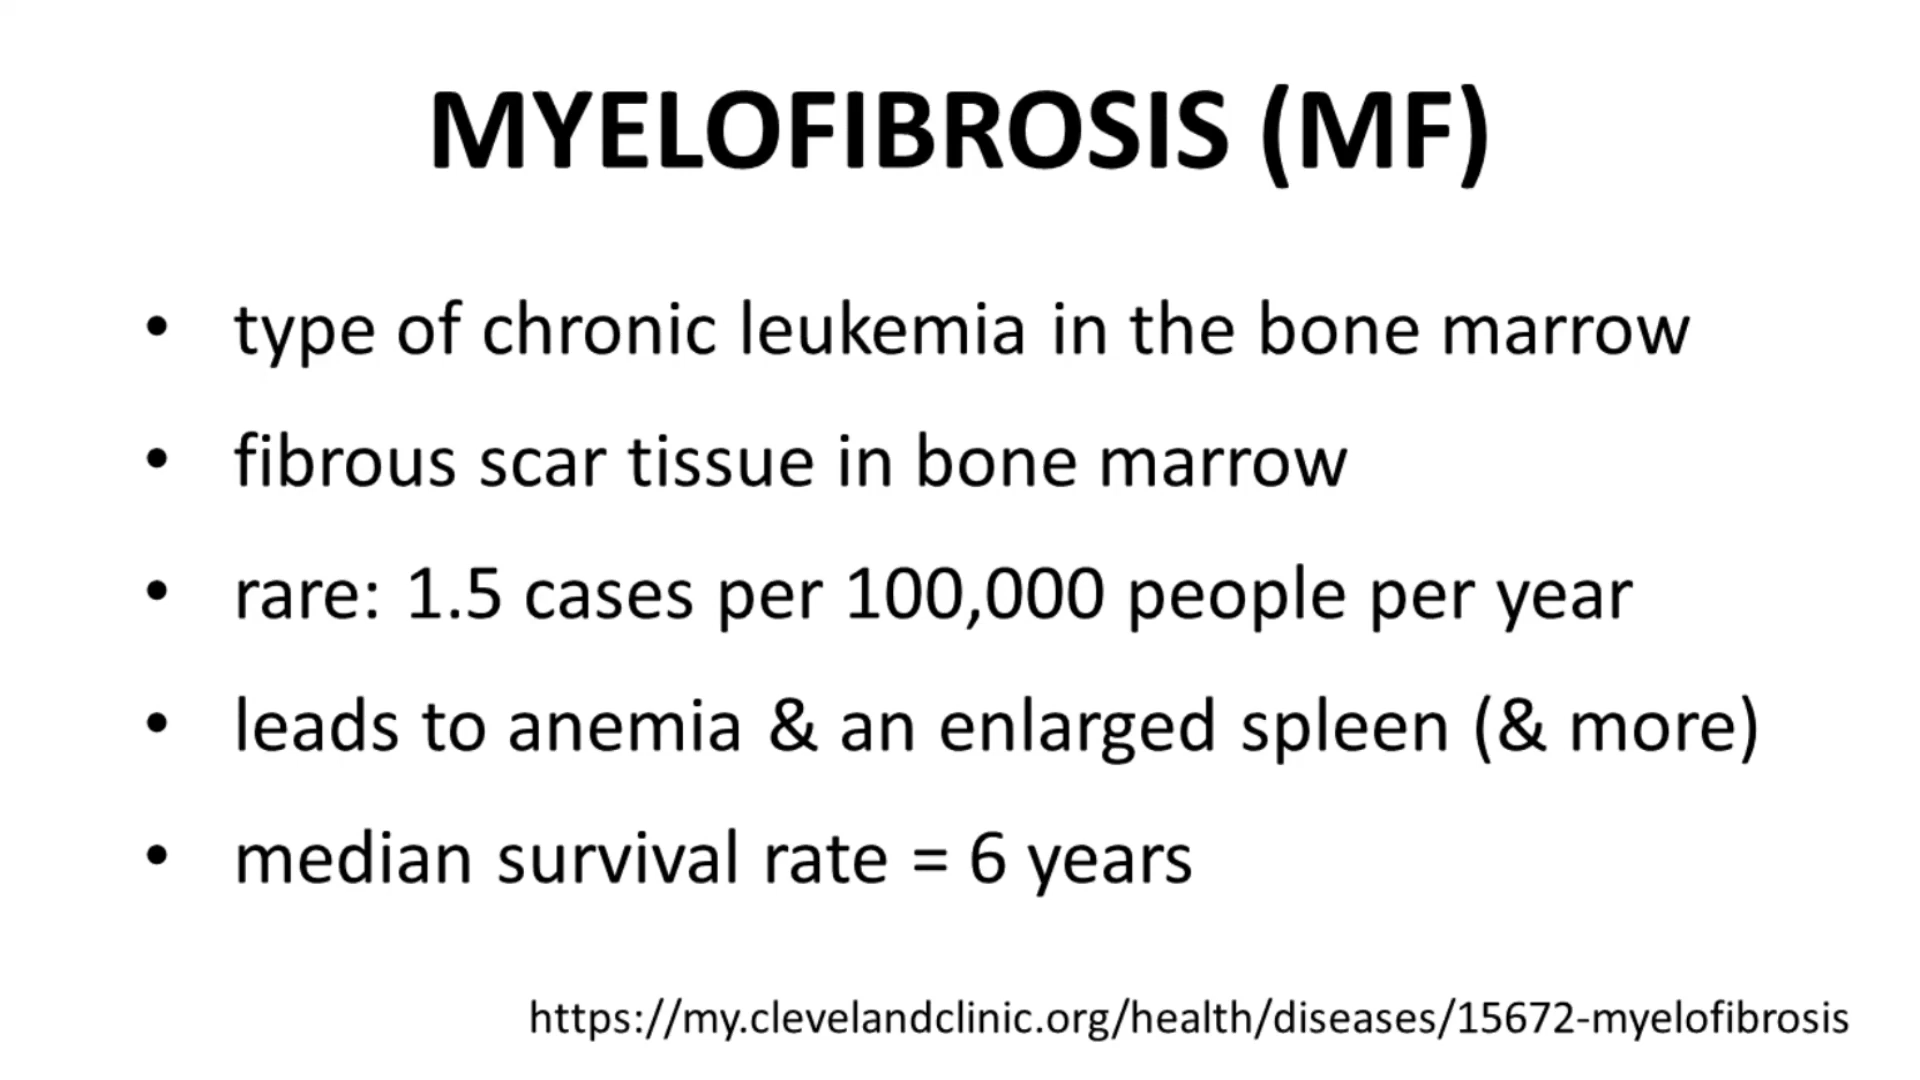 MYELOFIBROSIS (MF)
• type of chronic leukemia in the bone marrow
• fibrous scar tissue in bone marrow
• rare: 1.5 cases per 100,000 people per year
• leads to anemia & an enlarged spleen (& more)
• median survival rate = 6 years
https://my.clevelandclinic.org/health/diseases/15672-myelofibrosis